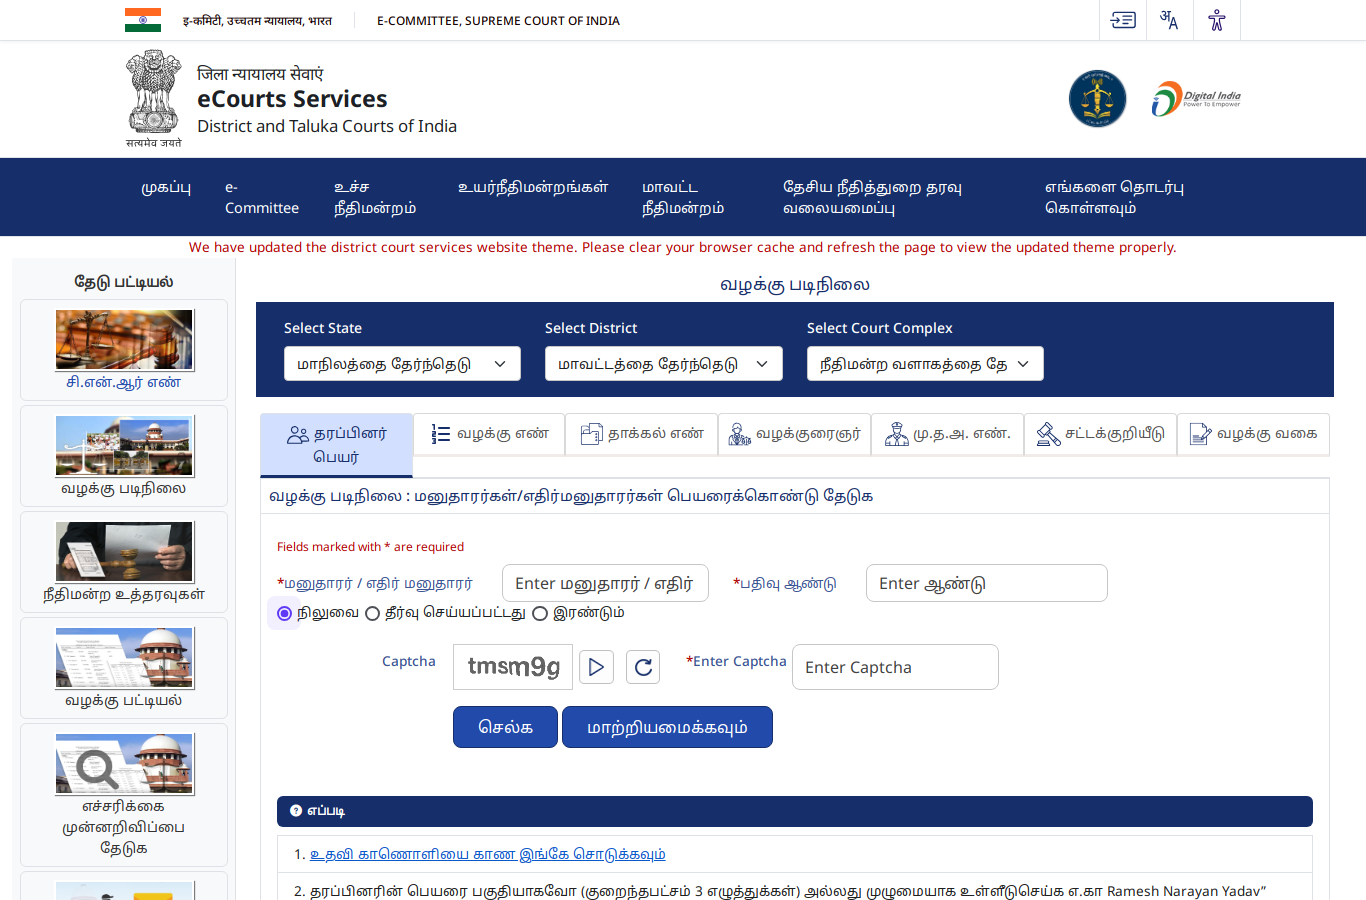 इ-कमिटी, उच्चतम न्यायालय, भारत
E-COMMITTEE, SUPREME COURT OF INDIA
अ A
सत्यमेव जयते
जिला न्यायालय सेवाएं
eCourts Services
District and Taluka Courts of India
Digital India
Power To Empower
முகப்பு
e-
Committee
உச்ச
நீதிமன்றம்
உயர்நீதிமன்றங்கள்
மாவட்ட
நீதிமன்றம்
தேசிய நீதித்துறை தரவு
வலையமைப்பு
எங்களை தொடர்பு
கொள்ளவும்
We have updated the district court services website theme. Please clear your browser cache and refresh the page to view the updated theme properly.
தேடு பட்டியல்
சி.என்.ஆர் எண்
வழக்கு படிநிலை
நீதிமன்ற உத்தரவுகள்
வழக்கு பட்டியல்
எச்சரிக்கை
முன்னறிவிப்பை
தேடுக
வழக்கு படிநிலை
Select State
Select District
Select Court Complex
மாநிலத்தை தேர்ந்தெடு
மாவட்டத்தை தேர்ந்தெடு
நீதிமன்ற வளாகத்தை தே
தரப்பினர்
பெயர்
வழக்கு எண்
தாக்கல் எண்
வழக்குரைஞர்
மு.த.அ. எண்.
சட்டக்குறியீடு
வழக்கு வகை
வழக்கு படிநிலை : மனுதாரர்கள்/எதிர்மனுதாரர்கள் பெயரைக்கொண்டு தேடுக
Fields marked with * are required
*மனுதாரர் / எதிர் மனுதாரர்
Enter மனுதாரர் / எதிர்
*பதிவு ஆண்டு
Enter ஆண்டு
நிலுவை
தீர்வு செய்யப்பட்டது
இரண்டும்
Captcha
tmsm9g
*Enter Captcha
Enter Captcha
செல்க
மாற்றியமைக்கவும்
எப்படி
1. உதவி காணொளியை காண இங்கே சொடுக்கவும்
2. தரப்பினரின் பெயரை பகுதியாகவோ (குறைந்தபட்சம் 3 எழுத்துக்கள்) அல்லது முழுமையாக உள்ளீடுசெய்க எ.கா Ramesh Narayan Yadav”